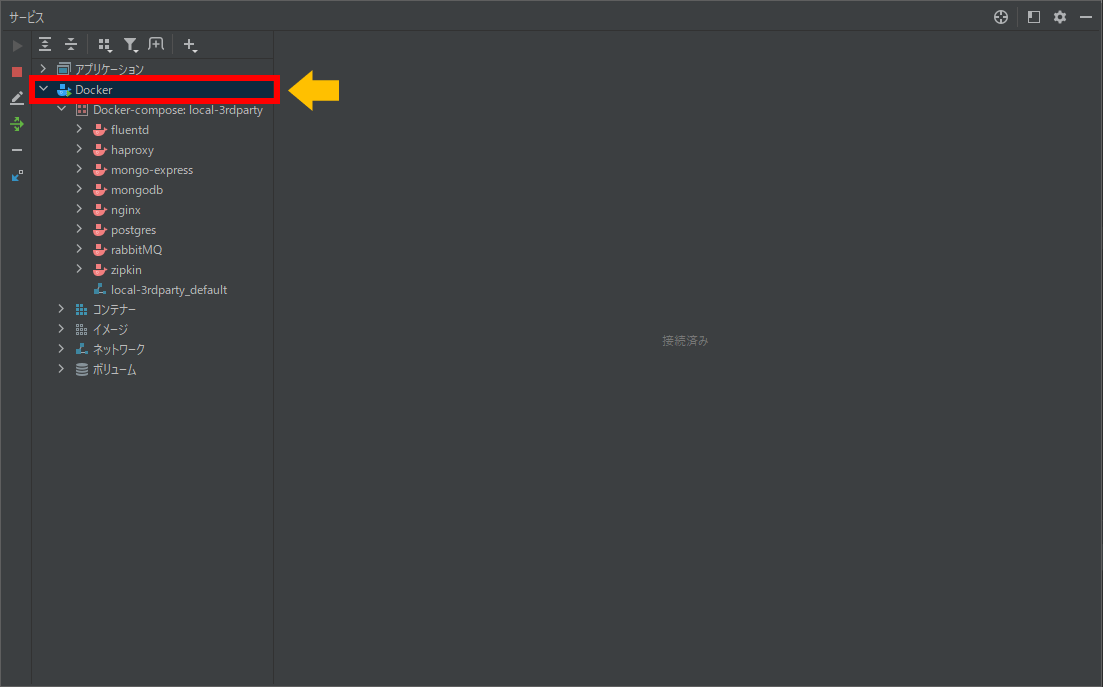 サービス
アプリケーション
Docker
Docker-compose: local-3rdparty
fluentd
haproxy
mongo-express
mongodb
nginx
postgres
rabbitMQ
zipkin
local-3rdparty_default
コンテナー
イメージ
ネットワーク
ボリューム
接続済み